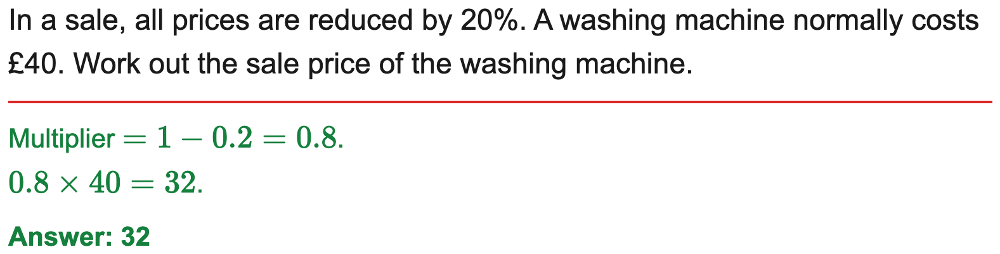 In a sale, all prices are reduced by 20%. A washing machine normally costs
£40. Work out the sale price of the washing machine.
Multiplier = 1 − 0.2 = 0.8.
0.8 × 40 = 32.
Answer: 32